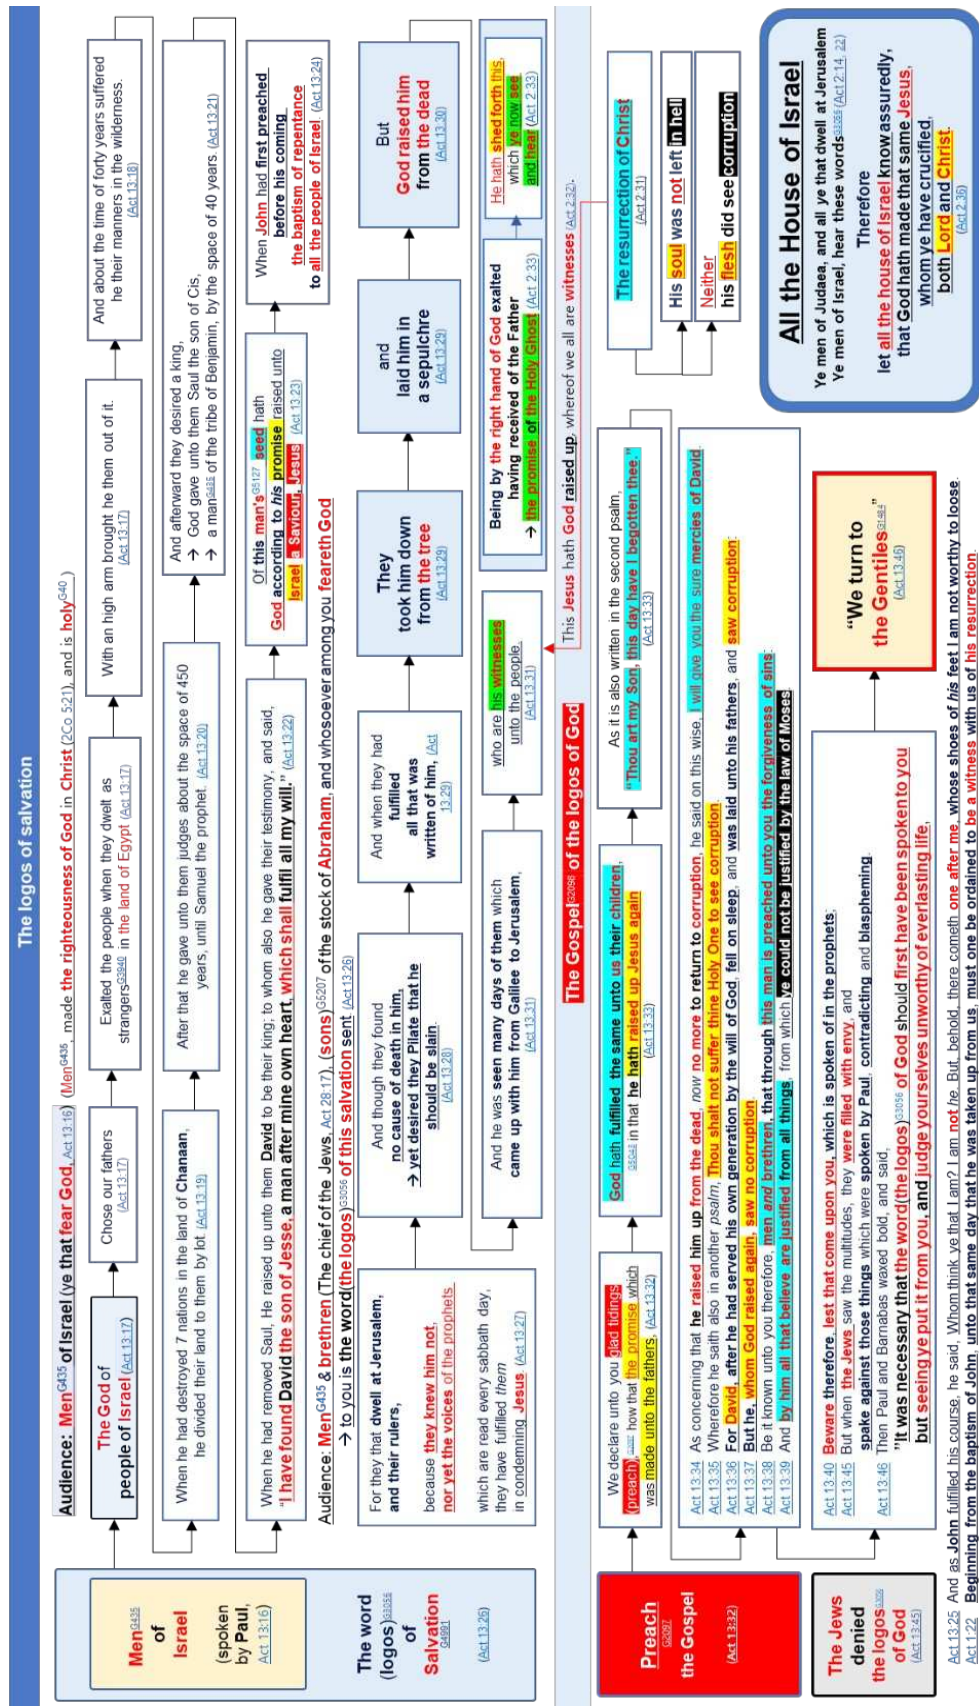 The logos of salvation
Men^G435
of
Israel
(spoken
by Paul,
Act 13:16)
Audience: Men^G435 of Israel (ye that fear God, Act 13:16) (Men^G435, made the righteousness of God in Christ (2Co 5:21), and is holy^G40)
The God of
people of Israel (Act 13:17)
Chose our fathers
(Act 13:17)
Exalted the people when they dwelt as
strangers^G3940 in the land of Egypt (Act 13:17)
With an high arm brought he them out of it.
(Act 13:17)
And about the time of forty years suffered
he their manners in the wilderness.
(Act 13:18)
When he had destroyed 7 nations in the land of Chanaan,
he divided their land to them by lot. (Act 13:19)
After that he gave unto them judges about the space of 450
years, until Samuel the prophet. (Act 13:20)
And afterward they desired a king,
→ God gave unto them Saul the son of Cis,
→ a man^G435 of the tribe of Benjamin, by the space of 40 years. (Act 13:21)
When he had removed Saul, He raised up unto them David to be their king; to whom also he gave their testimony, and said,
"I have found David the son of Jesse, a man after mine own heart, which shall fulfil all my will." (Act 13:22)
Of this man's^G5127 seed hath
God according to his promise raised unto
Israel a Saviour, Jesus
(Act 13:23)
When John had first preached
before his coming
the baptism of repentance
to all the people of Israel. (Act 13:24)
The word
(logos)^G3056
of
Salvation
G4991
(Act 13:26)
Audience: Men^G435 & brethren (The chief of the Jews, Act 28:17), (sons)^G5207 of the stock of Abraham, and whosoever among you feareth God
→ to you is the word(the logos)^G3056 of this salvation sent (Act 13:26)
For they that dwell at Jerusalem,
and their rulers,
because they knew him not,
nor yet the voices of the prophets
which are read every sabbath day,
they have fulfilled them
in condemning Jesus (Act 13:27)
And though they found
no cause of death in him,
→ yet desired they Pilate that he
should be slain.
(Act 13:28)
And when they had
fulfilled
all that was
written of him, (Act
13:29)
They
took him down
from the tree
(Act 13:29)
and
laid him in
a sepulchre
(Act 13:29)
But
God raised him
from the dead
(Act 13:30)
And he was seen many days of them which
came up with him from Galilee to Jerusalem,
(Act 13:31)
who are his witnesses
unto the people.
(Act 13:31)
Being by the right hand of God exalted
having received of the Father
→ the promise of the Holy Ghost (Act 2:33)
He hath shed forth this,
which ye now see
and hear (Act 2:33)
This Jesus hath God raised up, whereof we all are witnesses (Act 2:32).
The Gospel^G2098 of the logos of God
Preach
G2097
the Gospel
(Act 13:32)
We declare unto you glad tidings
(preach),^G2097 how that the promise which
was made unto the fathers, (Act 13:32)
God hath fulfilled the same unto us their children,
in that he hath raised up Jesus again
(Act 13:33)
As it is also written in the second psalm,
"Thou art my Son, this day have I begotten thee."
(Act 13:33)
The resurrection of Christ
(Act 2:31)
His soul was not left in hell
Neither
his flesh did see corruption
Act 13:34 As concerning that he raised him up from the dead, now no more to return to corruption, he said on this wise, I will give you the sure mercies of David.
Act 13:35 Wherefore he saith also in another psalm, Thou shalt not suffer thine Holy One to see corruption.
Act 13:36 For David, after he had served his own generation by the will of God, fell on sleep, and was laid unto his fathers, and saw corruption:
Act 13:37 But he, whom God raised again, saw no corruption.
Act 13:38 Be it known unto you therefore, men and brethren, that through this man is preached unto you the forgiveness of sins:
Act 13:39 And by him all that believe are justified from all things, from which ye could not be justified by the law of Moses.
The Jews
denied
the logos
of God
(Act 13:45)
Act 13:40 Beware therefore, lest that come upon you, which is spoken of in the prophets;
Act 13:45 But when the Jews saw the multitudes, they were filled with envy, and
spake against those things which were spoken by Paul, contradicting and blaspheming.
Act 13:46 Then Paul and Barnabas waxed bold, and said,
"It was necessary that the word(the logos)^G3056 of God should first have been spoken to you
but seeing ye put it from you, and judge yourselves unworthy of everlasting life,
"We turn to
the Gentiles^G1484"
(Act 13:46)
All the House of Israel
Ye men of Judaea, and all ye that dwell at Jerusalem
Ye men of Israel, hear these words (Act 2:14, 22)
Therefore
let all the house of Israel know assuredly,
that God hath made that same Jesus,
whom ye have crucified,
both Lord and Christ.
(Act 2:36)
Act 13:25 And as John fulfilled his course, he said, Whom think ye that I am? I am not he. But, behold, there cometh one after me, whose shoes of his feet I am not worthy to loose.
Act 1:22 Beginning from the baptism of John, unto that same day that he was taken up from us, must one be ordained to be a witness with us of his resurrection.